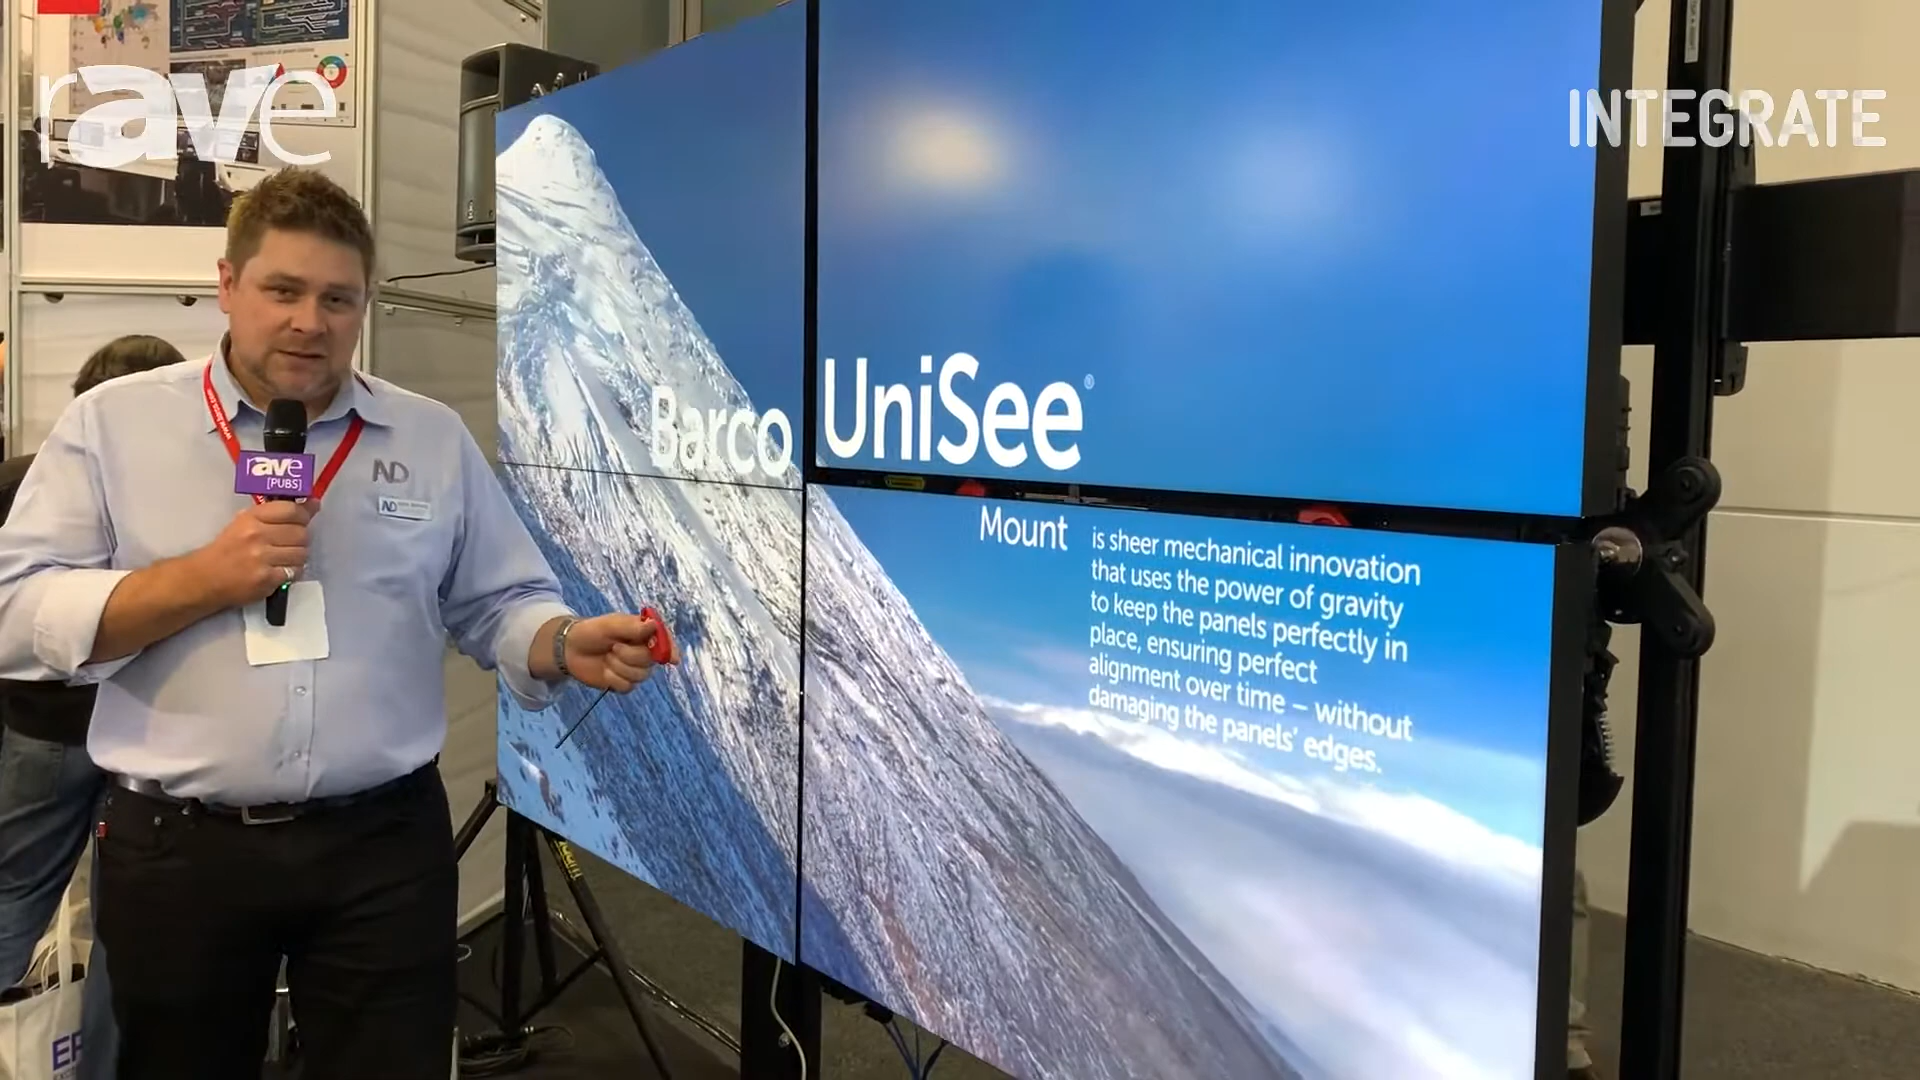 rave
INTEGRATE
Barco UniSee®
Mount
is sheer mechanical innovation
that uses the power of gravity
to keep the panels perfectly in
place, ensuring perfect
alignment over time – without
damaging the panels' edges.
rave
[PUBS]
ND
ND